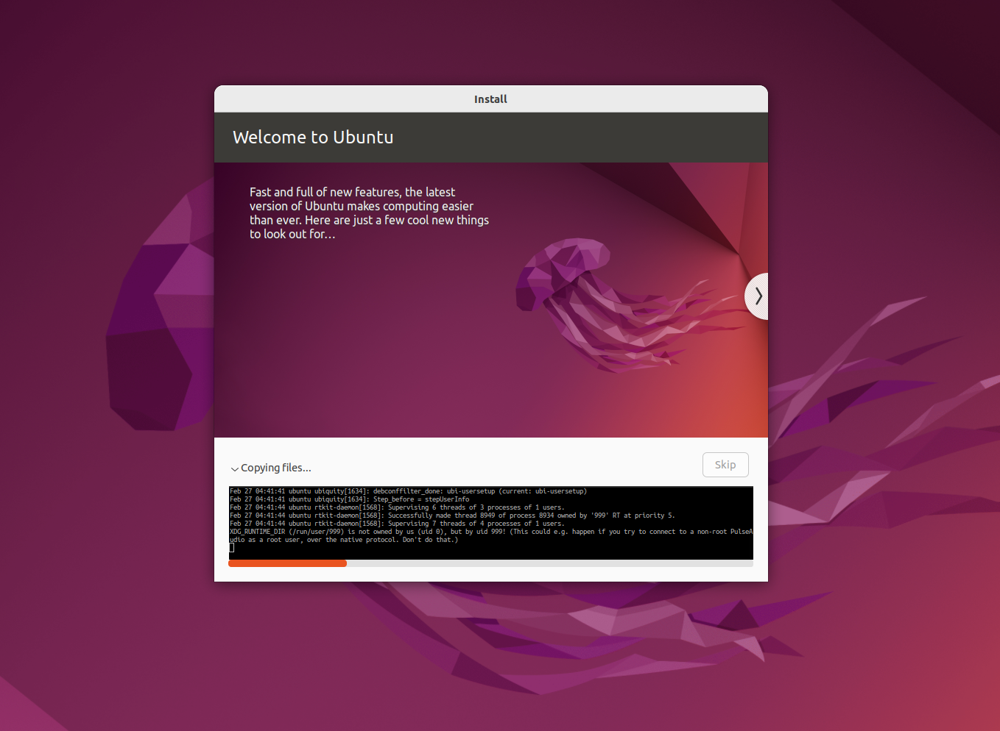 Install
Welcome to Ubuntu
Fast and full of new features, the latest
version of Ubuntu makes computing easier
than ever. Here are just a few cool new things
to look out for…
Copying files…
Skip
Feb 27 04:41:41 ubuntu ubiquity[1634]: debconffilter_done: ubi-usersetup (current: ubi-usersetup)
Feb 27 04:41:41 ubuntu ubiquity[1634]: Step_before = stepUserInfo
Feb 27 04:41:44 ubuntu rtkit-daemon[1568]: Supervising 6 threads of 3 processes of 1 users.
Feb 27 04:41:44 ubuntu rtkit-daemon[1568]: Successfully made thread 8949 of process 8934 owned by '999' RT at priority 5.
Feb 27 04:41:44 ubuntu rtkit-daemon[1568]: Supervising 7 threads of 4 processes of 1 users.
XDG_RUNTIME_DIR (/run/user/999) is not owned by us (uid 0), but by uid 999! (This could e.g. happen if you try to connect to a non-root PulseA
udio as a root user, over the native protocol. Don't do that.)